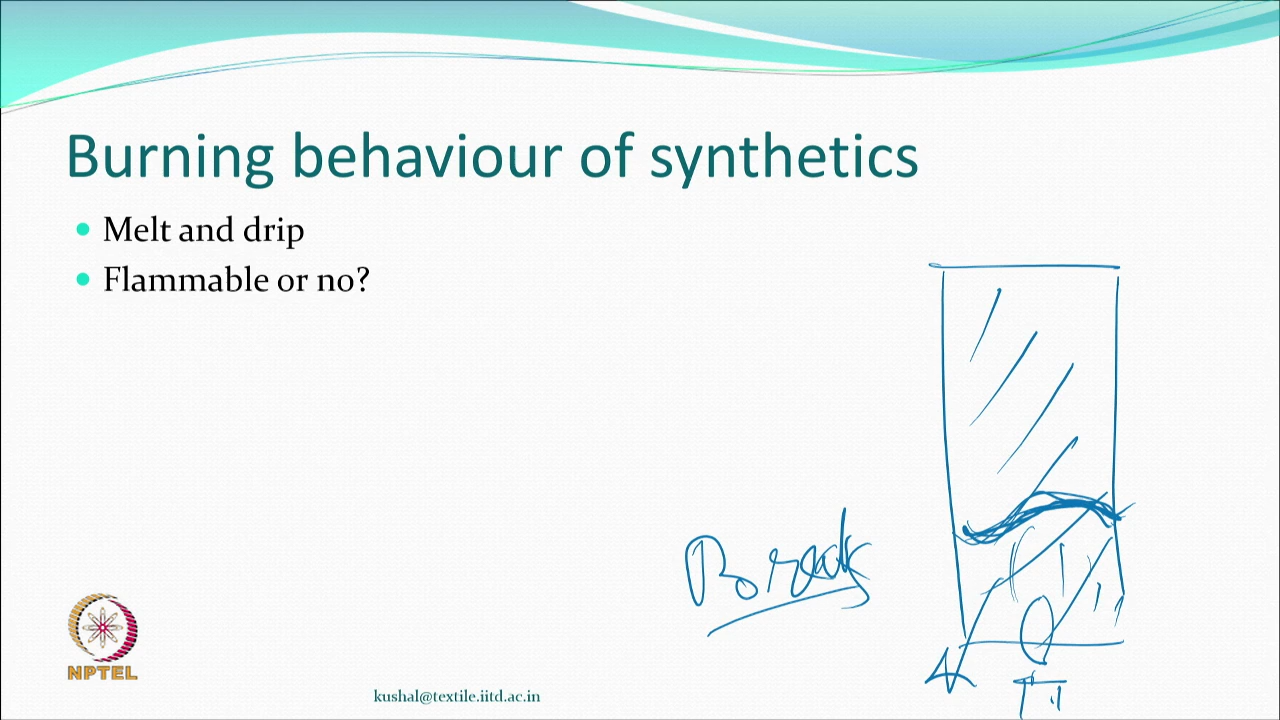 Burning behaviour of synthetics
Melt and drip
Flammable or no?
Break
NPTEL
kushal@textile.iitd.ac.in